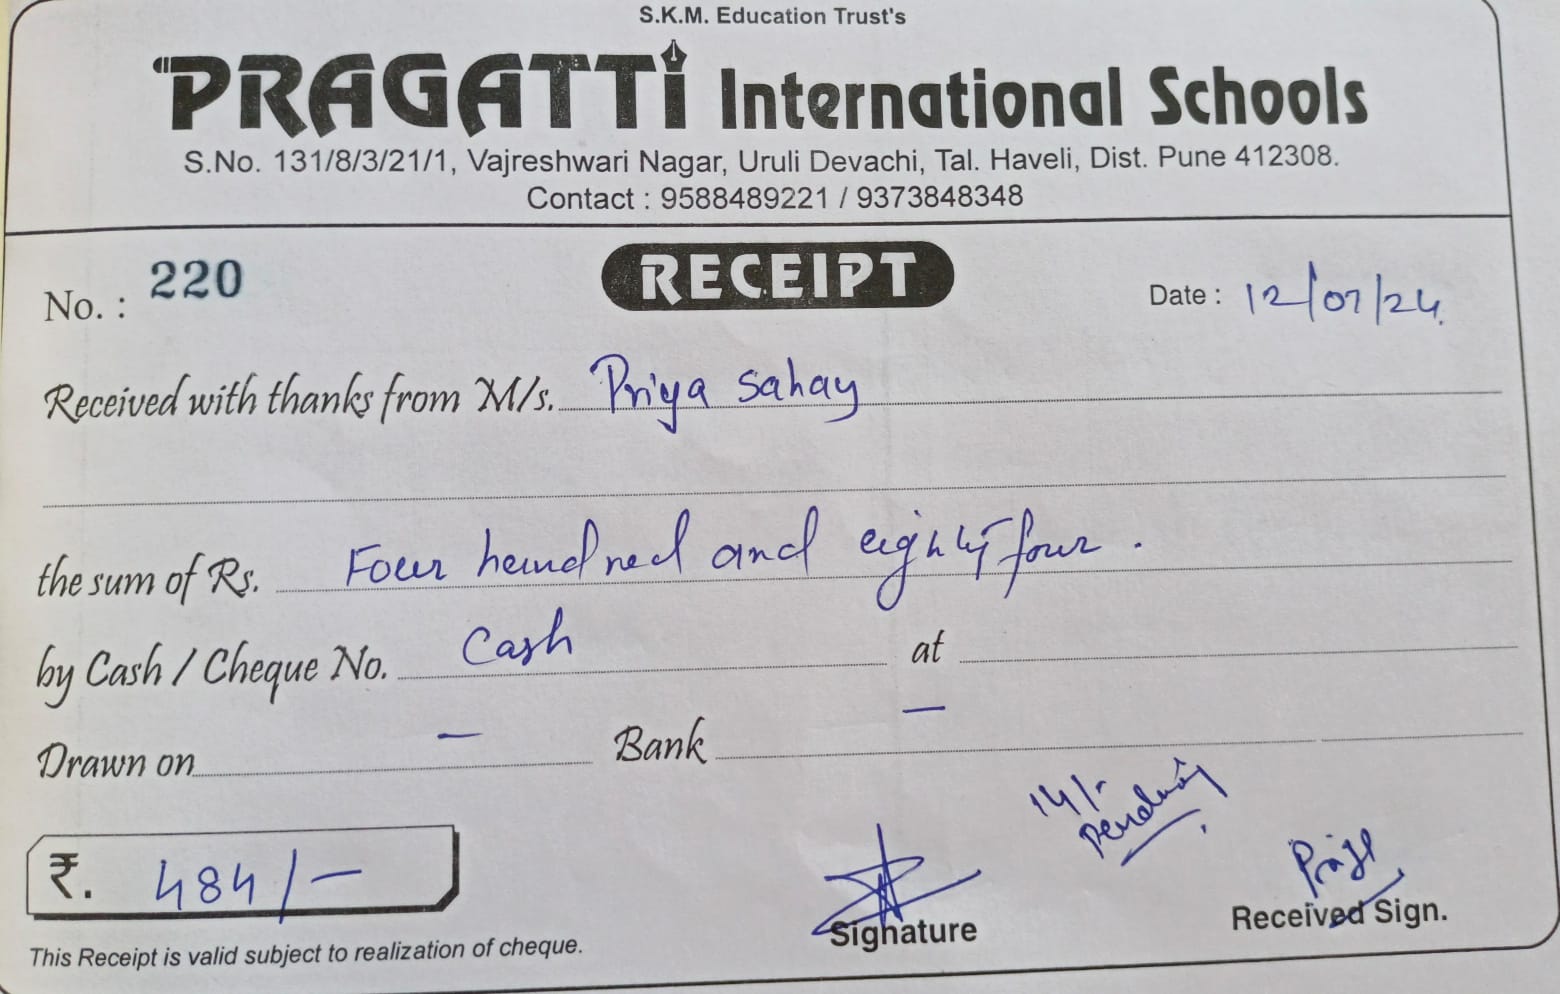 S.K.M. Education Trust's
PRAGATTI International Schools
S.No. 131/8/3/21/1, Vajreshwari Nagar, Uruli Devachi, Tal. Haveli, Dist. Pune 412308.
Contact : 9588489221 / 9373848348
No. : 220 RECEIPT Date : 12/07/24
Received with thanks from M/s. Priya Sahay
the sum of Rs. Four hundred and eighty four.
by Cash / Cheque No. Cash at
Drawn on — Bank —
14/-
Pending
₹. 484/-
Signature Received Sign.
This Receipt is valid subject to realization of cheque.